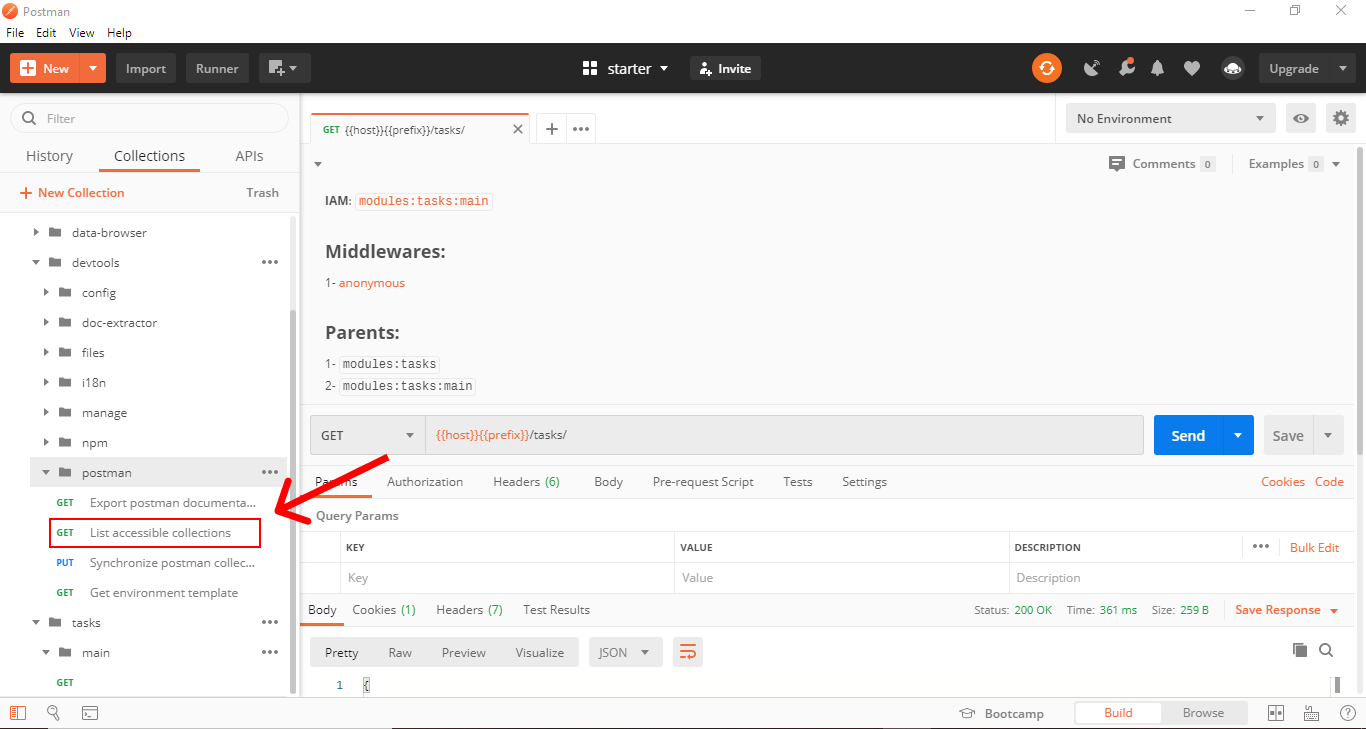 Postman
File Edit View Help
New Import Runner starter Invite Upgrade
Filter
History Collections APIs
New Collection Trash
data-browser
devtools
config
doc-extractor
files
i18n
manage
npm
postman
GET Export postman documenta...
GET List accessible collections
PUT Synchronize postman collec...
GET Get environment template
tasks
main
GET
GET {{host}}{{prefix}}/tasks/
No Environment
Comments 0 Examples 0
IAM: modules:tasks:main
Middlewares:
1- anonymous
Parents:
1- modules:tasks
2- modules:tasks:main
GET {{host}}{{prefix}}/tasks/ Send Save
Params Authorization Headers (6) Body Pre-request Script Tests Settings Cookies Code
Query Params
KEY VALUE DESCRIPTION Bulk Edit
Key Value Description
Body Cookies (1) Headers (7) Test Results Status: 200 OK Time: 361 ms Size: 259 B Save Response
Pretty Raw Preview Visualize JSON
1 {
Bootcamp Build Browse